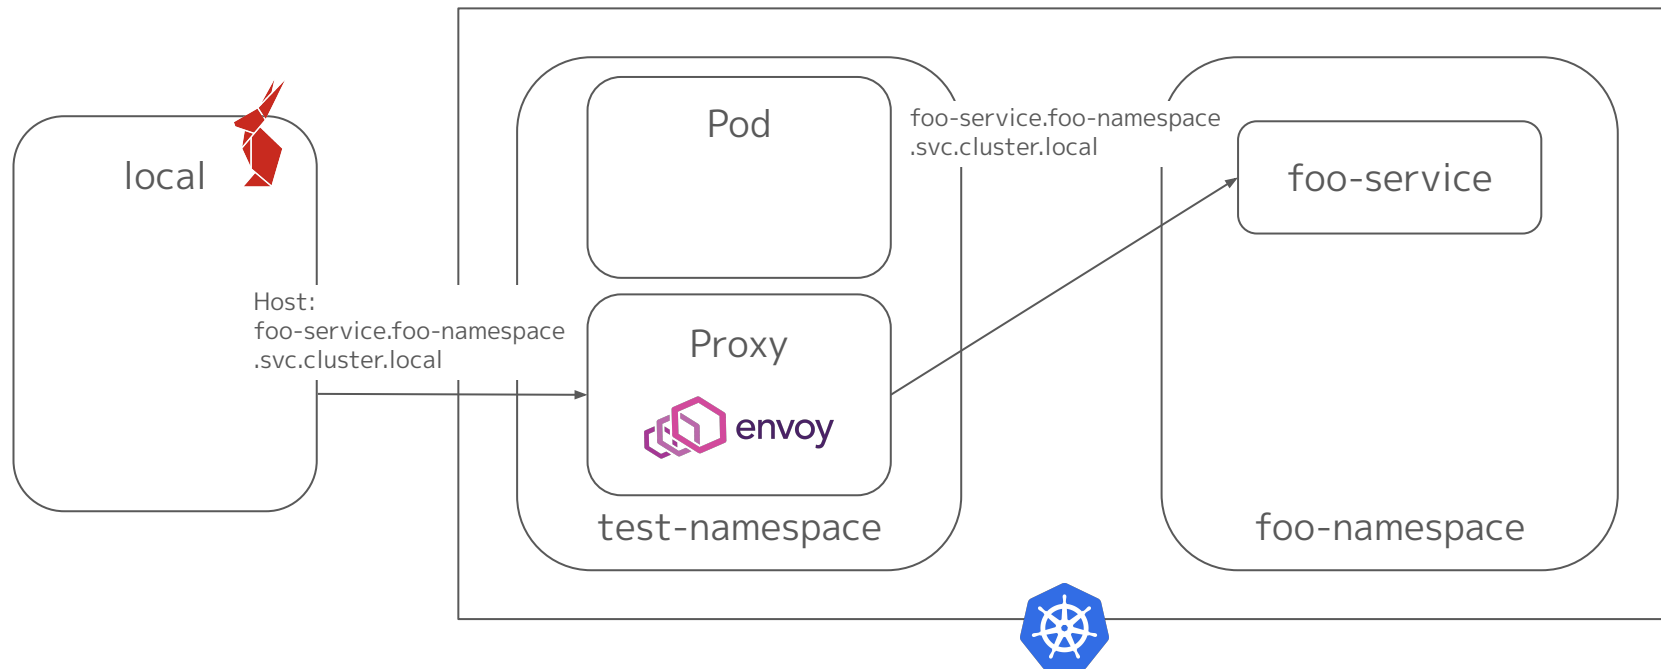 local
Host:
foo-service.foo-namespace
.svc.cluster.local
Pod
Proxy
envoy
test-namespace
foo-service.foo-namespace
.svc.cluster.local
foo-service
foo-namespace